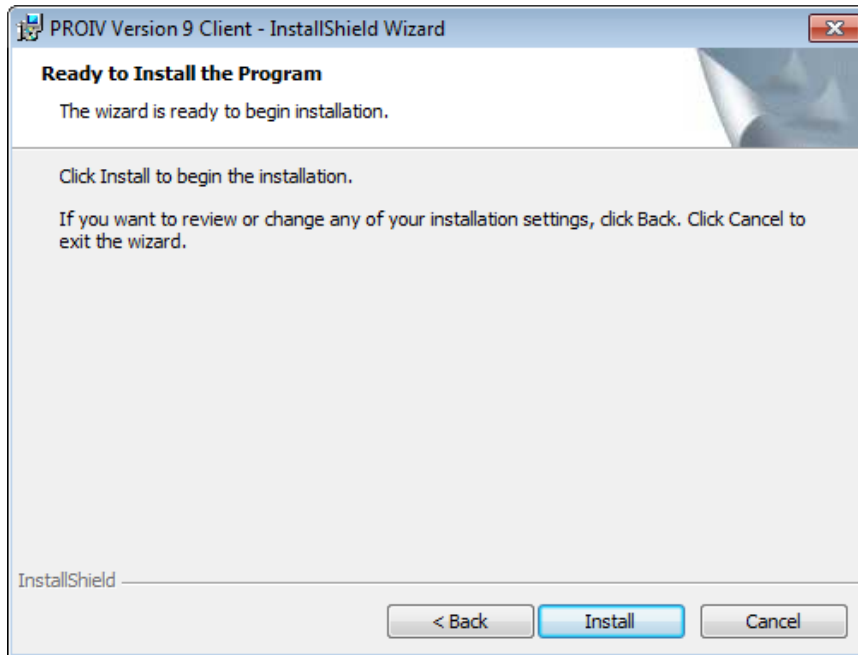 PROIV Version 9 Client - InstallShield Wizard
Ready to Install the Program
The wizard is ready to begin installation.
Click Install to begin the installation.
If you want to review or change any of your installation settings, click Back. Click Cancel to
exit the wizard.
InstallShield
< Back
Install
Cancel